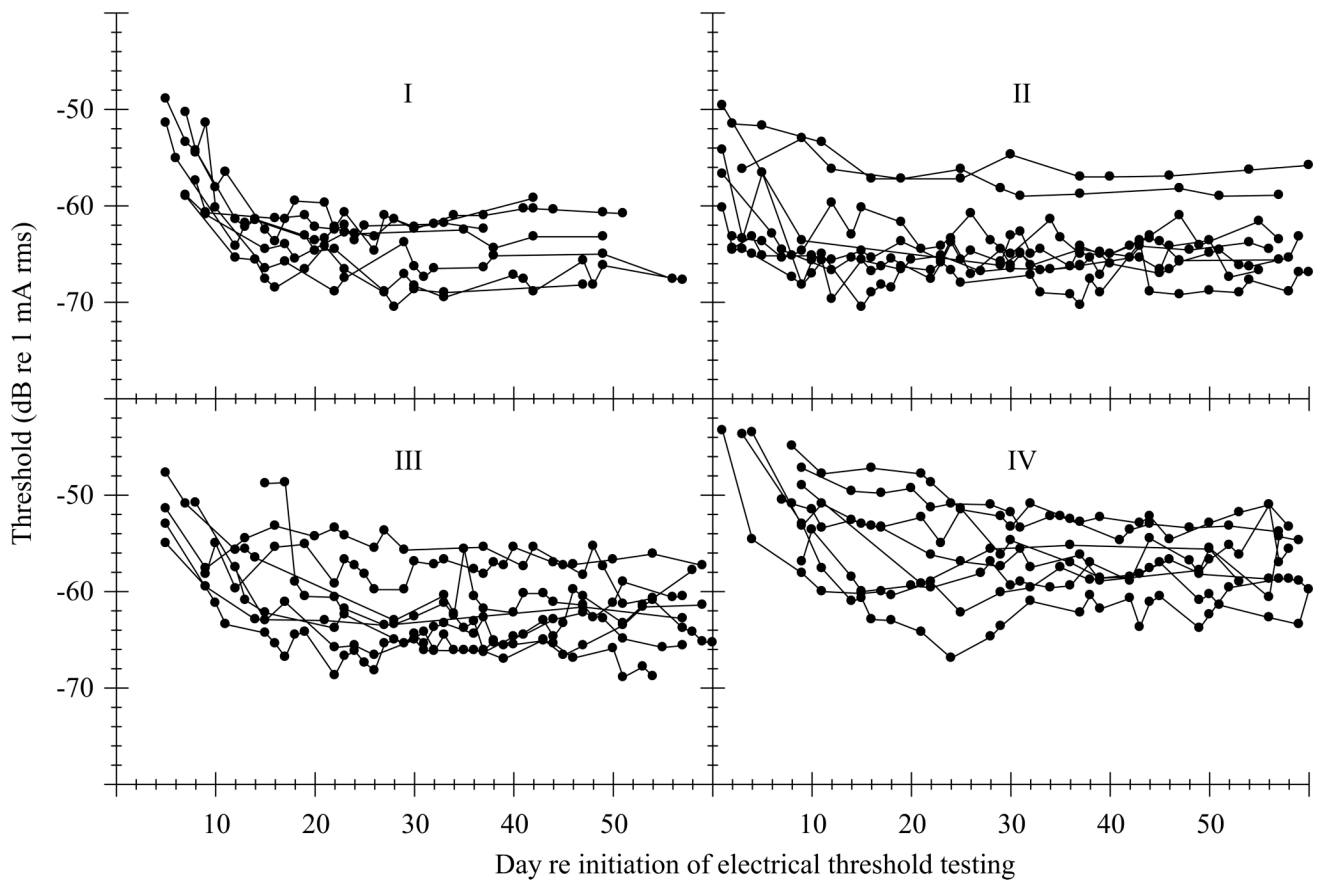 I
II
-50
-60
-70
III
IV
-50
-60
-70
10 20 30 40 50 10 20 30 40 50
Threshold (dB re 1 mA rms)
Day re initiation of electrical threshold testing